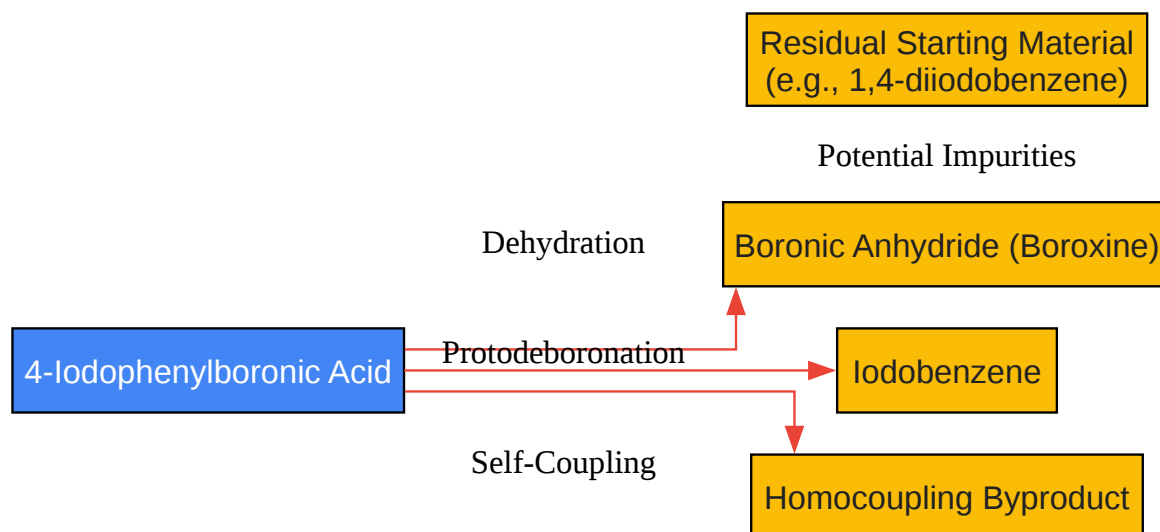 Residual Starting Material
(e.g., 1,4-diiodobenzene)
Potential Impurities
Dehydration
Boronic Anhydride (Boroxine)
4-Iodophenylboronic Acid
Protodeboronation
Iodobenzene
Self-Coupling
Homocoupling Byproduct